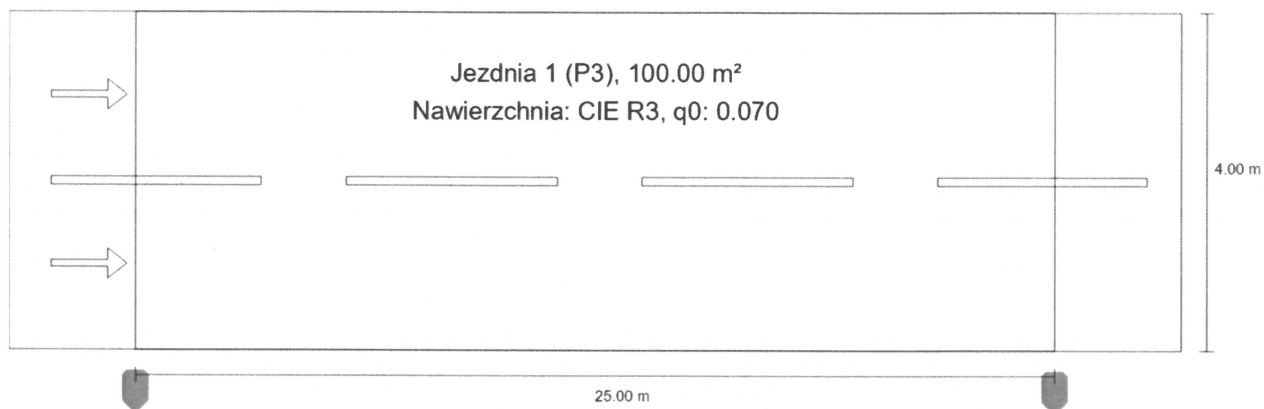 Jezdnia 1 (P3), 100.00 m²
Nawierzchnia: CIE R3, q0: 0.070
4.00 m
25.00 m